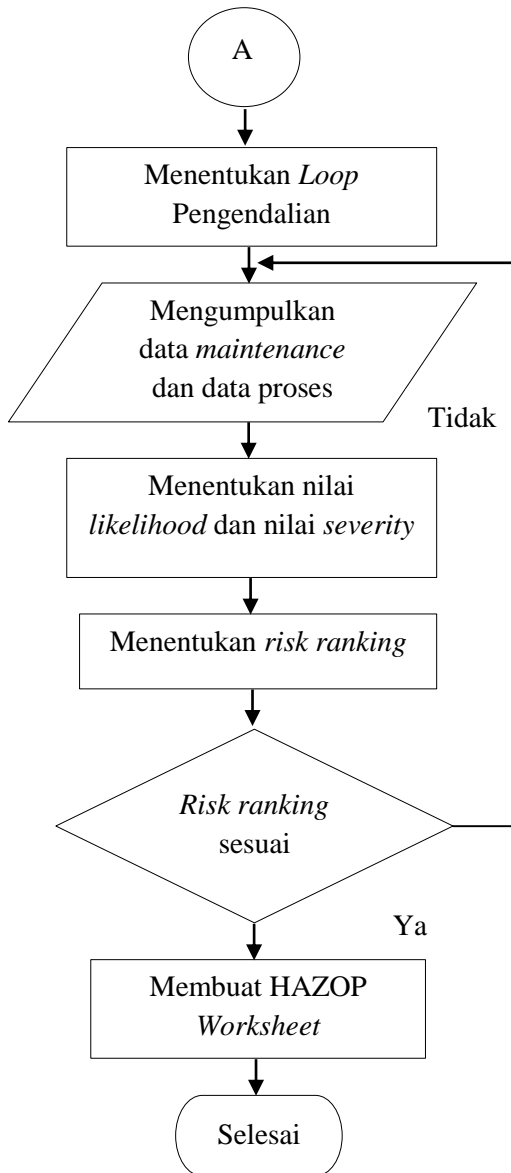 A
Menentukan Loop
Pengendalian
Mengumpulkan
data maintenance
dan data proses
Tidak
Menentukan nilai
likelihood dan nilai severity
Menentukan risk ranking
Risk ranking
sesuai
Ya
Membuat HAZOP
Worksheet
Selesai